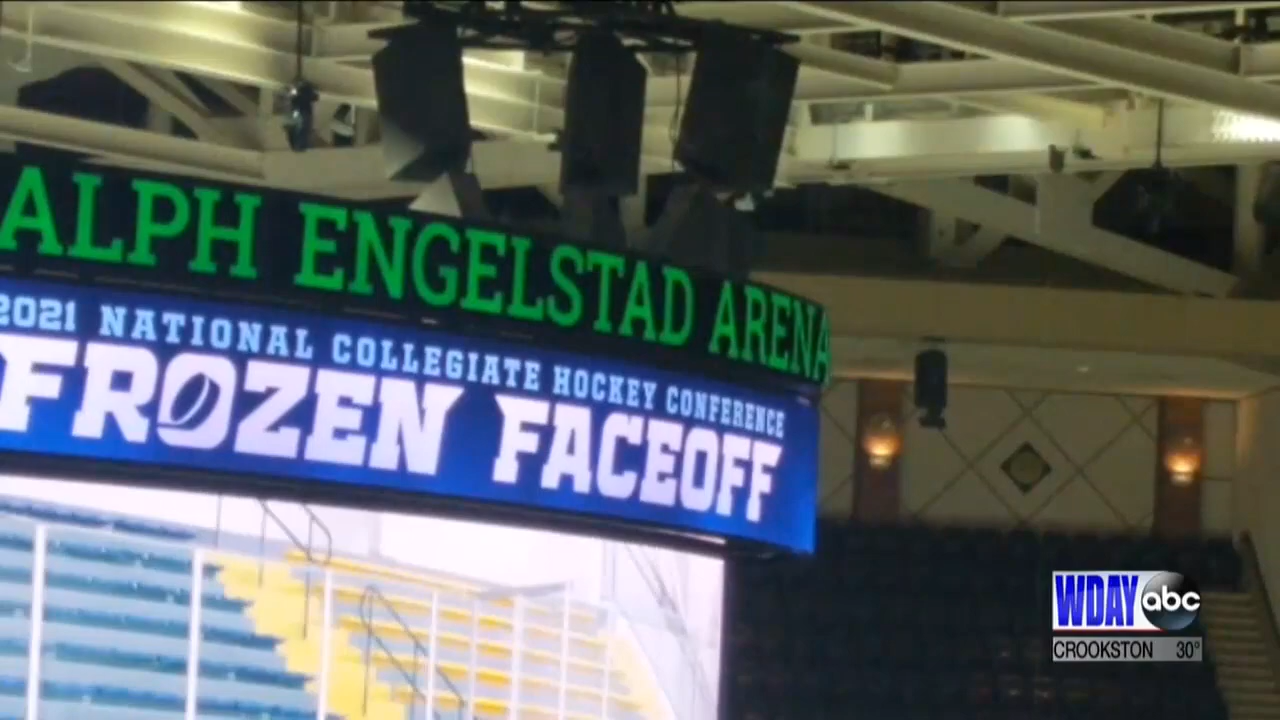 ALPH ENGELSTAD ARENA
2021 NATIONAL COLLEGIATE HOCKEY CONFERENCE
FROZEN FACEOFF
WDAY abc
CROOKSTON 30°